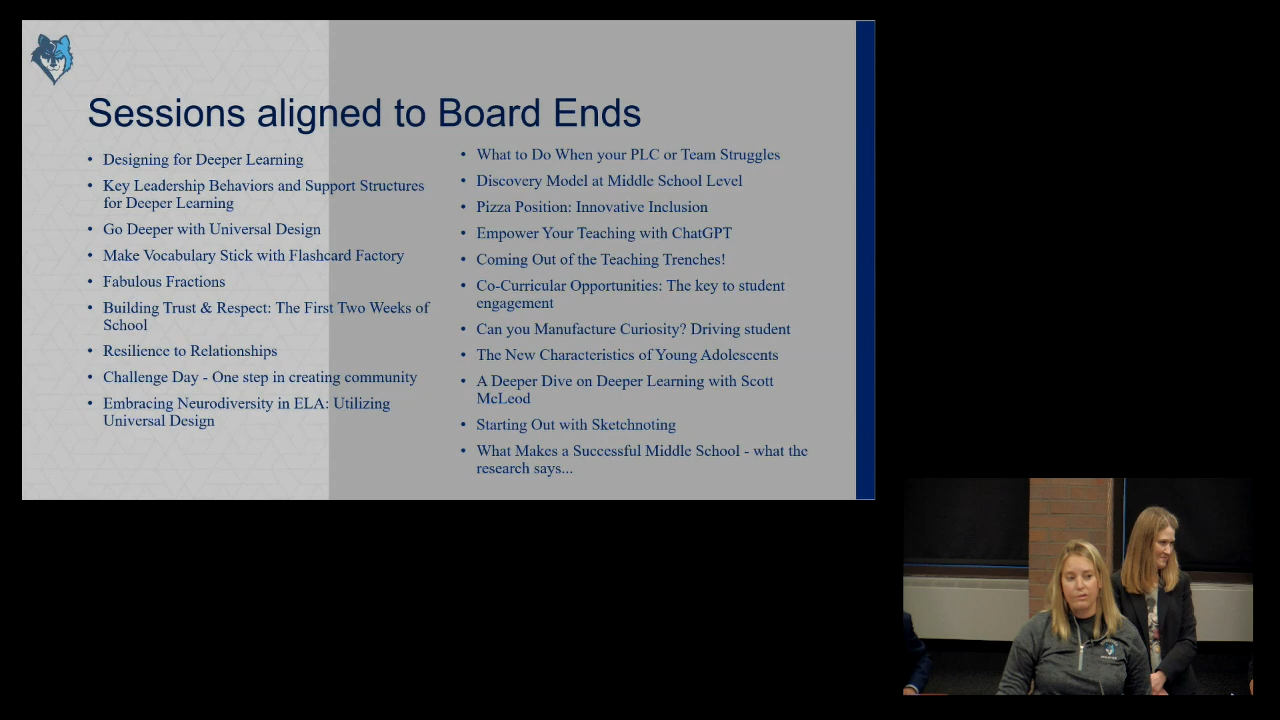 Sessions aligned to Board Ends
• Designing for Deeper Learning
• Key Leadership Behaviors and Support Structures
for Deeper Learning
• Go Deeper with Universal Design
• Make Vocabulary Stick with Flashcard Factory
• Fabulous Fractions
• Building Trust & Respect: The First Two Weeks of
School
• Resilience to Relationships
• Challenge Day - One step in creating community
• Embracing Neurodiversity in ELA: Utilizing
Universal Design
• What to Do When your PLC or Team Struggles
• Discovery Model at Middle School Level
• Pizza Position: Innovative Inclusion
• Empower Your Teaching with ChatGPT
• Coming Out of the Teaching Trenches!
• Co-Curricular Opportunities: The key to student
engagement
• Can you Manufacture Curiosity? Driving student
• The New Characteristics of Young Adolescents
• A Deeper Dive on Deeper Learning with Scott
McLeod
• Starting Out with Sketchnoting
• What Makes a Successful Middle School - what the
research says...